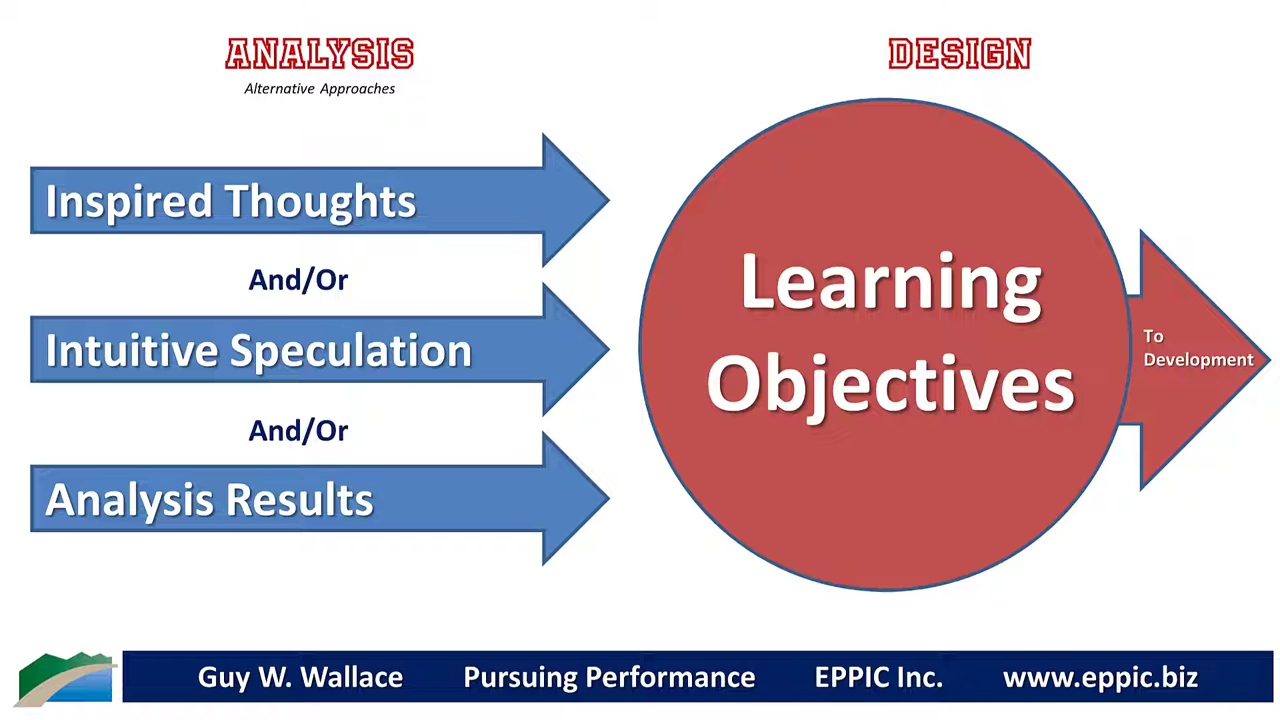 ANALYSIS
Alternative Approaches
DESIGN
Inspired Thoughts
And/Or
Intuitive Speculation
And/Or
Analysis Results
Learning
Objectives
To
Development
Guy W. Wallace Pursuing Performance EPPIC Inc. www.eppic.biz